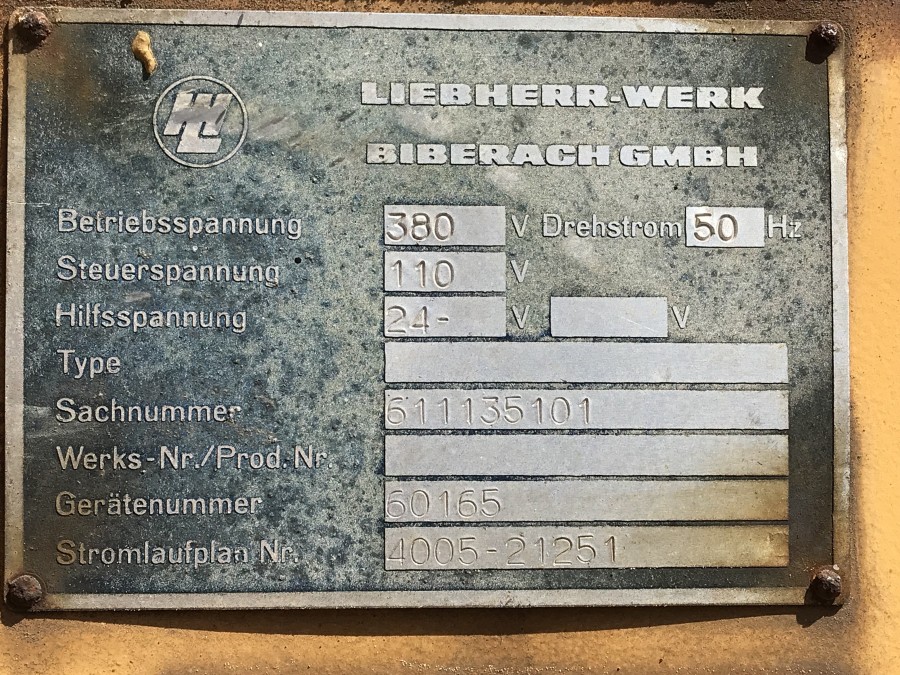 LIEBHERR-WERK
BIBERACH GMBH
Betriebsspannung 380 V Drehstrom 50 Hz
Steuerspannung 110 V
Hilfsspannung 24- V V
Type
Sachnummer 611135101
Werks-Nr./Prod.Nr.
Gerätenummer 60165
Stromlaufplan Nr. 4005-21251